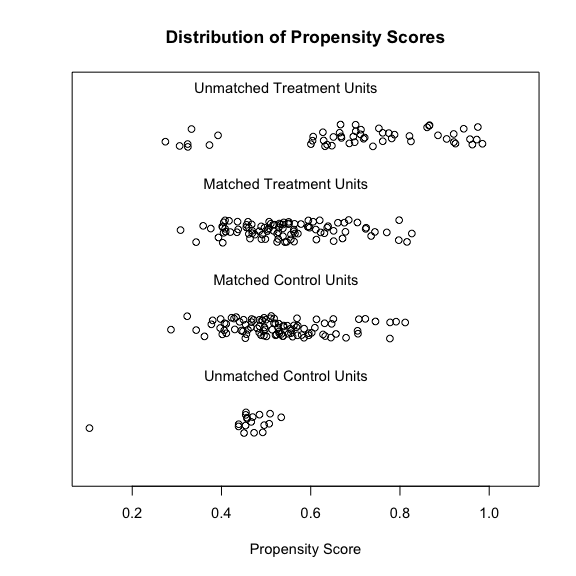 Distribution of Propensity Scores
Unmatched Treatment Units
Matched Treatment Units
Matched Control Units
Unmatched Control Units
0.2 0.4 0.6 0.8 1.0
Propensity Score